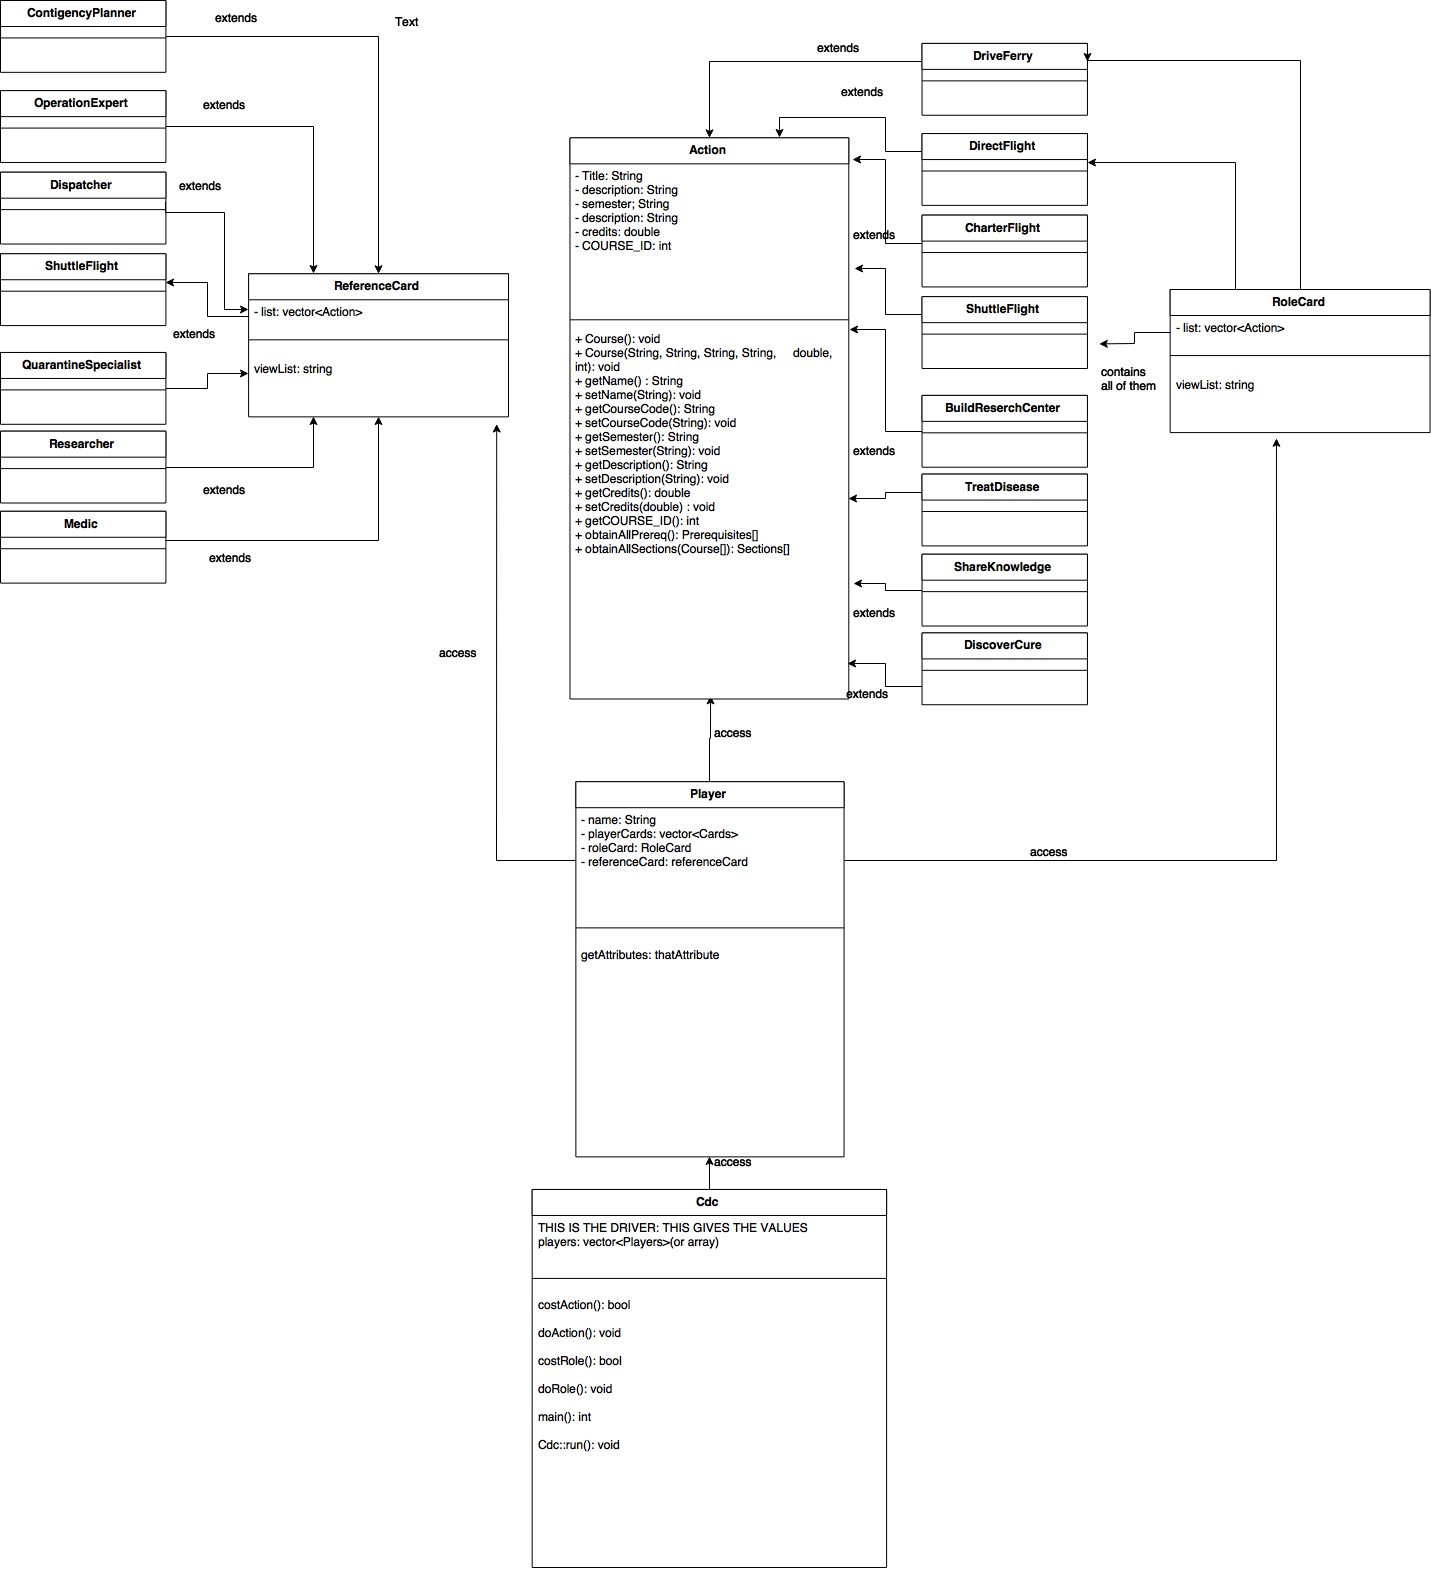 ContigencyPlanner
extends
Text
OperationExpert
extends
Dispatcher
extends
ShuttleFlight
extends
QuarantineSpecialist
Researcher
extends
Medic
extends
ReferenceCard
- list: vector<Action>
viewList: string
access
Action
- Title: String
- description: String
- semester; String
- description: String
- credits: double
- COURSE_ID: int
+ Course(): void
+ Course(String, String, String, String, double,
int): void
+ getName() : String
+ setName(String): void
+ getCourseCode(): String
+ setCourseCode(String): void
+ getSemester(): String
+ setSemester(String): void
+ getDescription(): String
+ setDescription(String): void
+ getCredits(): double
+ setCredits(double) : void
+ getCOURSE_ID(): int
+ obtainAllPrereq(): Prerequisites[]
+ obtainAllSections(Course[]): Sections[]
extends
DriveFerry
extends
DirectFlight
CharterFlight
extends
ShuttleFlight
BuildReserchCenter
extends
TreatDisease
ShareKnowledge
extends
DiscoverCure
extends
RoleCard
- list: vector<Action>
viewList: string
contains
all of them
access
Player
- name: String
- playerCards: vector<Cards>
- roleCard: RoleCard
- referenceCard: referenceCard
getAttributes: thatAttribute
access
access
Cdc
THIS IS THE DRIVER: THIS GIVES THE VALUES
players: vector<Players>(or array)
costAction(): bool
doAction(): void
costRole(): bool
doRole(): void
main(): int
Cdc::run(): void